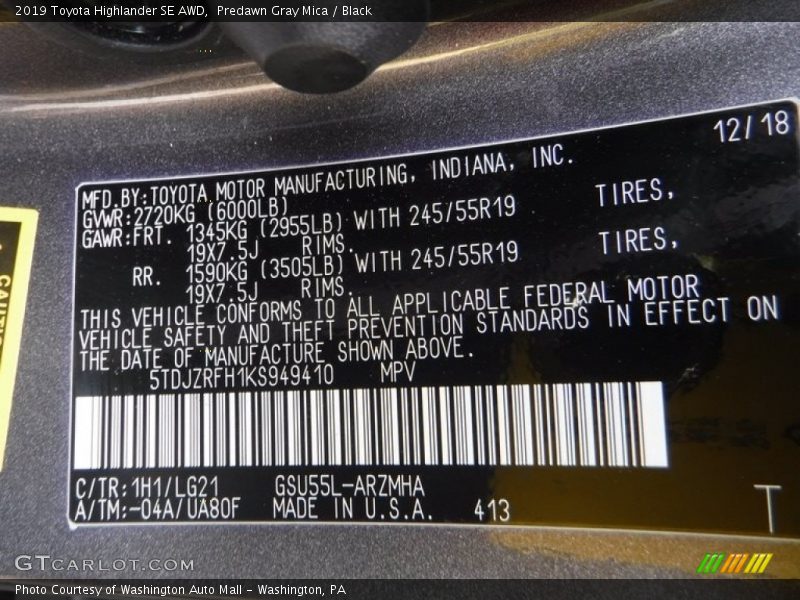 2019 Toyota Highlander SE AWD, Predawn Gray Mica / Black
12/18
MFD.BY:TOYOTA MOTOR MANUFACTURING, INDIANA, INC.
GVWR:2720KG (6000LB)
GAWR:FRT. 1345KG (2955LB) WITH 245/55R19 TIRES,
19X7.5J RIMS.
RR. 1590KG (3505LB) WITH 245/55R19 TIRES,
19X7.5J RIMS.
THIS VEHICLE CONFORMS TO ALL APPLICABLE FEDERAL MOTOR
VEHICLE SAFETY AND THEFT PREVENTION STANDARDS IN EFFECT ON
THE DATE OF MANUFACTURE SHOWN ABOVE.
5TDJZRFH1KS949410 MPV
C/TR:1H1/LG21 GSU55L-ARZMHA
A/TM:-04A/UA80F MADE IN U.S.A. 413
T
GTCARLOT.COM
Photo Courtesy of Washington Auto Mall - Washington, PA